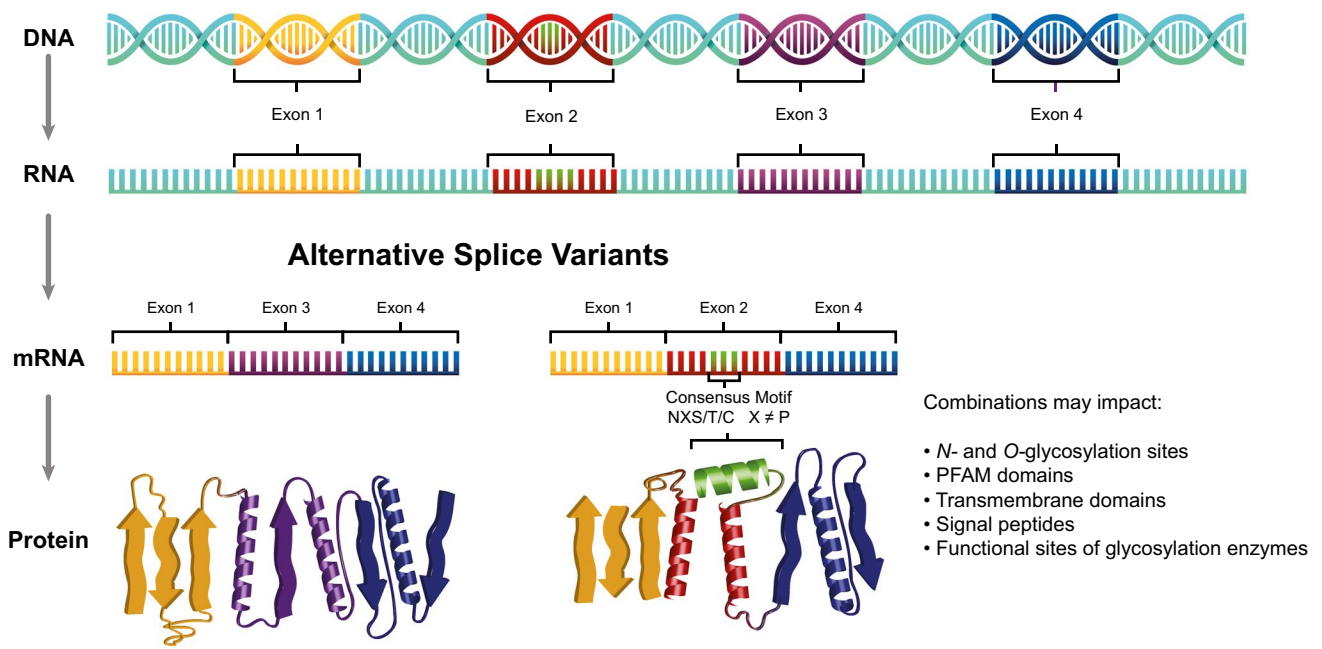 DNA
Exon 1
Exon 2
Exon 3
Exon 4
RNA
Alternative Splice Variants
Exon 1
Exon 3
Exon 4
Exon 1
Exon 2
Exon 4
mRNA
Consensus Motif
NXS/T/C X ≠ P
Protein
Combinations may impact:
• N- and O-glycosylation sites
• PFAM domains
• Transmembrane domains
• Signal peptides
• Functional sites of glycosylation enzymes